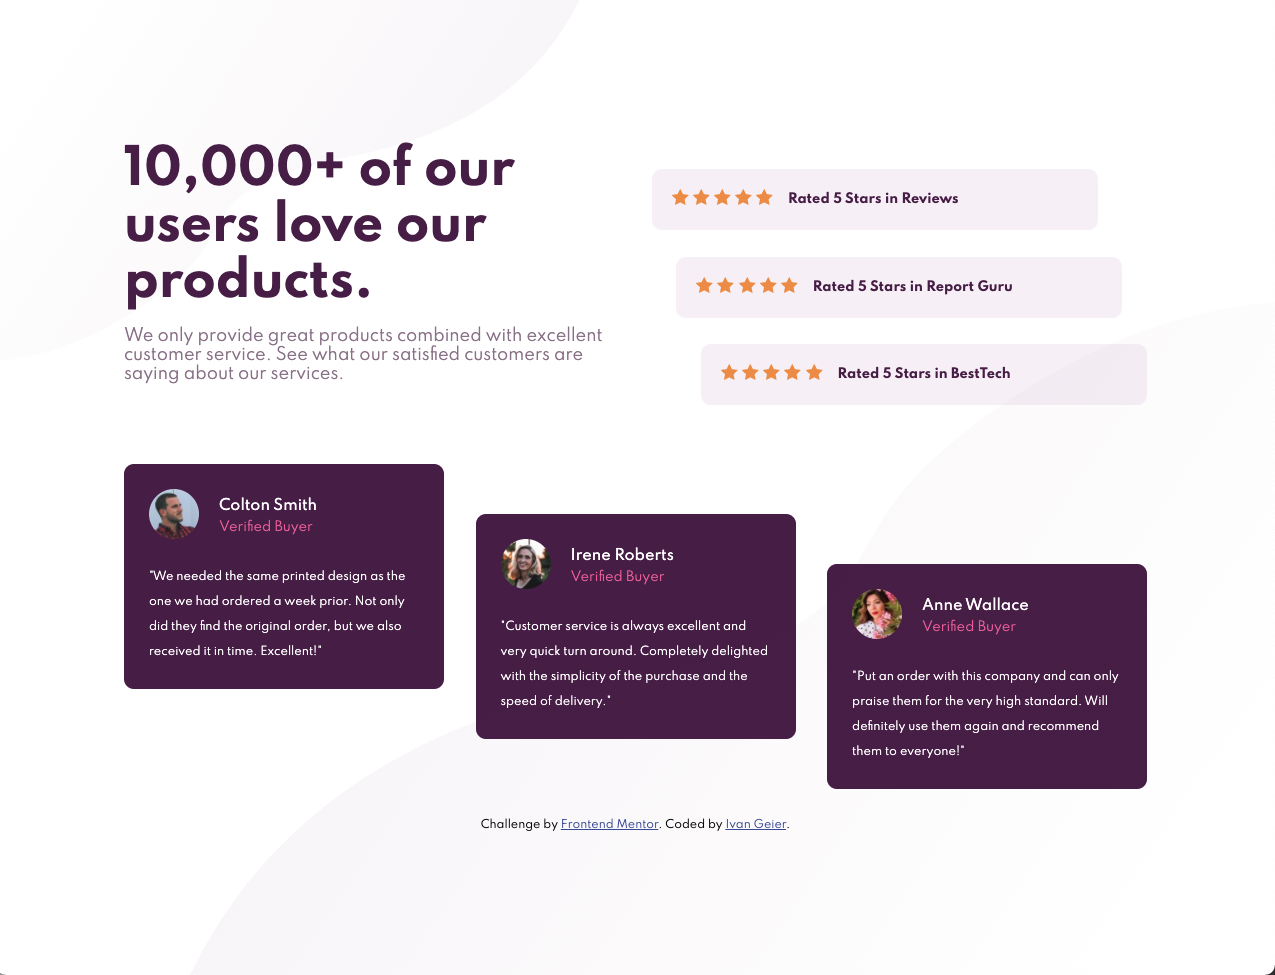 10,000+ of our
users love our
products.
We only provide great products combined with excellent
customer service. See what our satisfied customers are
saying about our services.
Rated 5 Stars in Reviews
Rated 5 Stars in Report Guru
Rated 5 Stars in BestTech
Colton Smith
Verified Buyer
"We needed the same printed design as the
one we had ordered a week prior. Not only
did they find the original order, but we also
received it in time. Excellent!"
Irene Roberts
Verified Buyer
"Customer service is always excellent and
very quick turn around. Completely delighted
with the simplicity of the purchase and the
speed of delivery."
Anne Wallace
Verified Buyer
"Put an order with this company and can only
praise them for the very high standard. Will
definitely use them again and recommend
them to everyone!"
Challenge by Frontend Mentor. Coded by Ivan Geier.